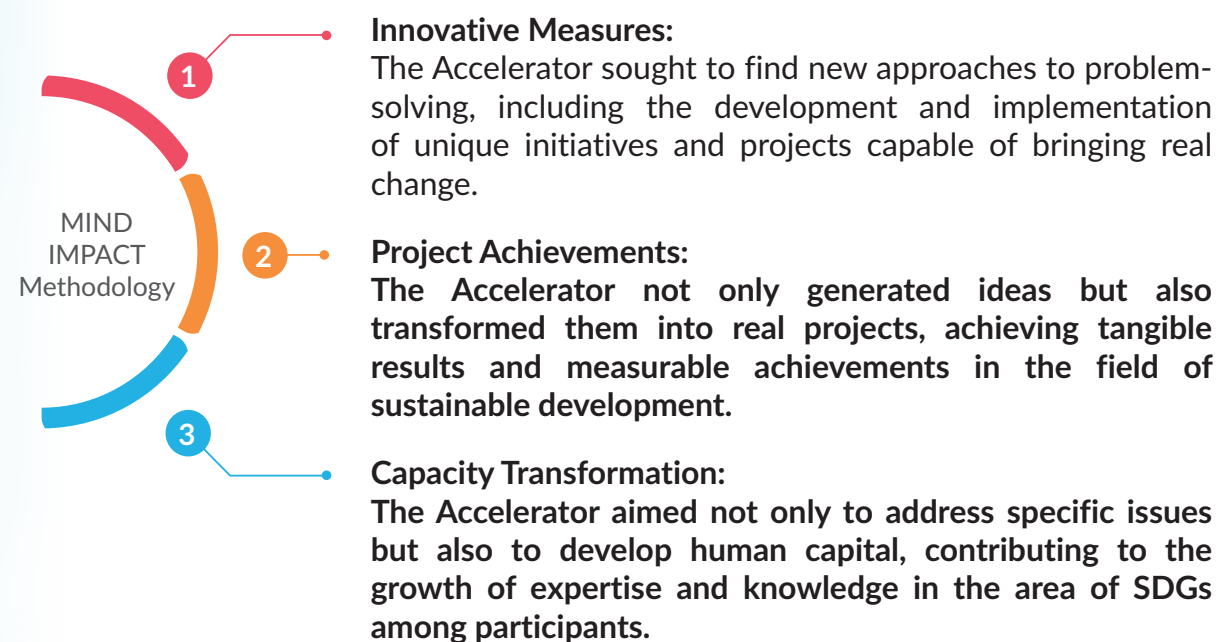 1
Innovative Measures:
The Accelerator sought to find new approaches to problem-
solving, including the development and implementation
of unique initiatives and projects capable of bringing real
change.
MIND
IMPACT
Methodology
2
Project Achievements:
The Accelerator not only generated ideas but also
transformed them into real projects, achieving tangible
results and measurable achievements in the field of
sustainable development.
3
Capacity Transformation:
The Accelerator aimed not only to address specific issues
but also to develop human capital, contributing to the
growth of expertise and knowledge in the area of SDGs
among participants.